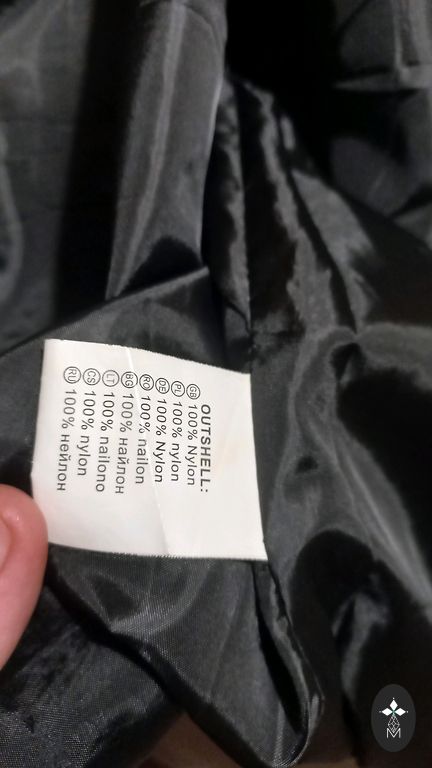 OUTSHELL:
GB 100% Nylon
PL 100% nylon
DE 100% Nylon
RO 100% nailon
BG 100% найлон
LT 100% nailono
CS 100% nylon
RU 100% нейлон
M